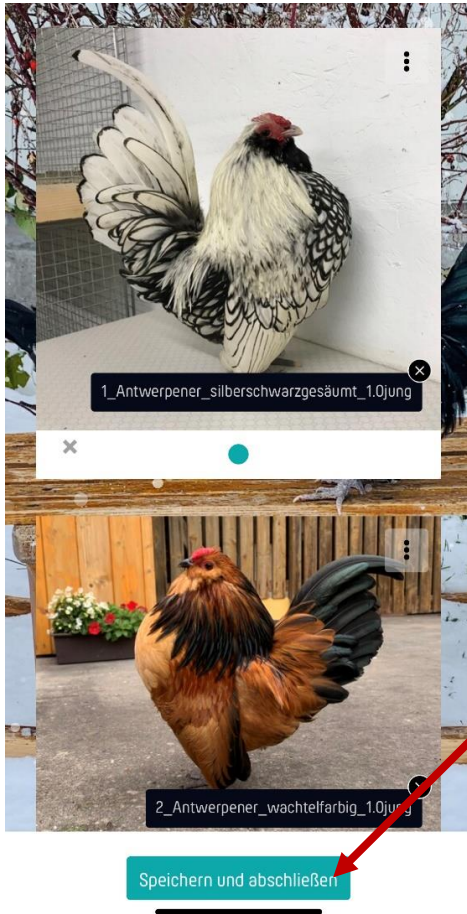 1_Antwerpener_silberschwarzgesäumt_1.0jung
2_Antwerpener_wachtelfarbig_1.0jung
Speichern und abschließen